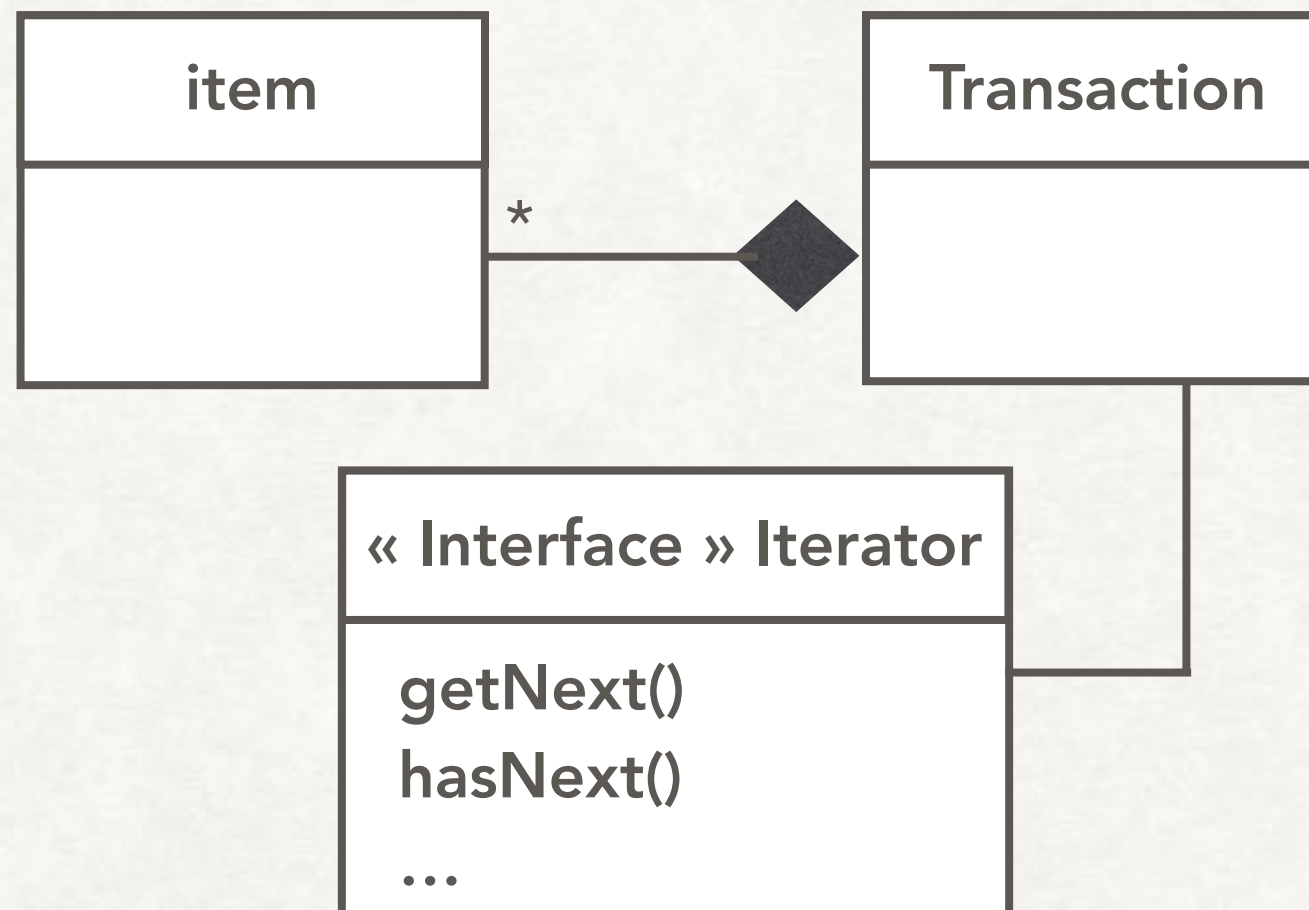 item
Transaction
*
« Interface » Iterator
getNext()
hasNext()
…